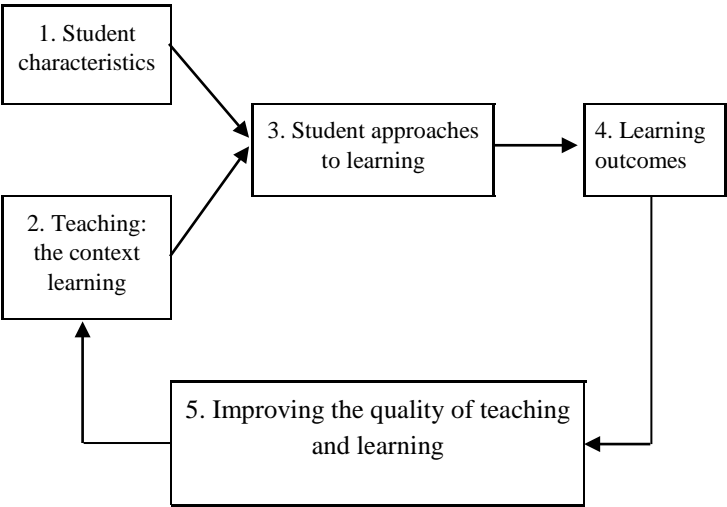 1. Student
characteristics
2. Teaching:
the context
learning
3. Student approaches
to learning
4. Learning
outcomes
5. Improving the quality of teaching
and learning